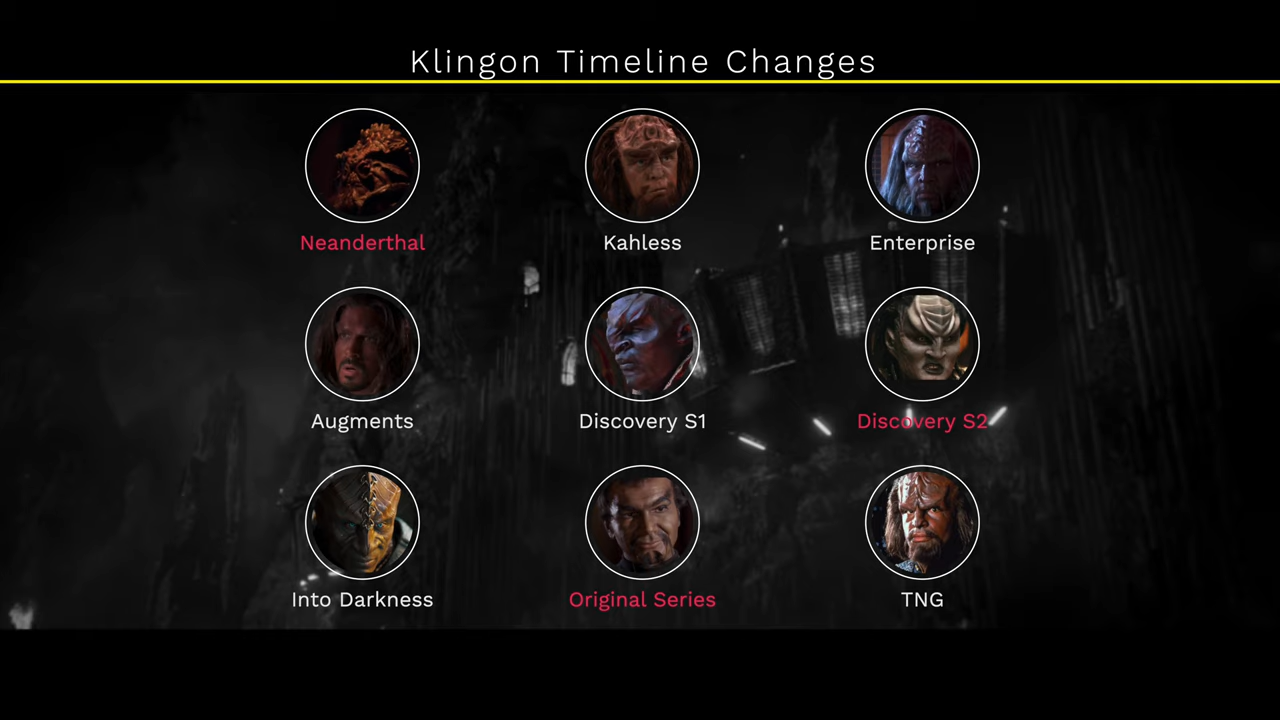 Klingon Timeline Changes
Neanderthal
Kahless
Enterprise
Augments
Discovery S1
Discovery S2
Into Darkness
Original Series
TNG